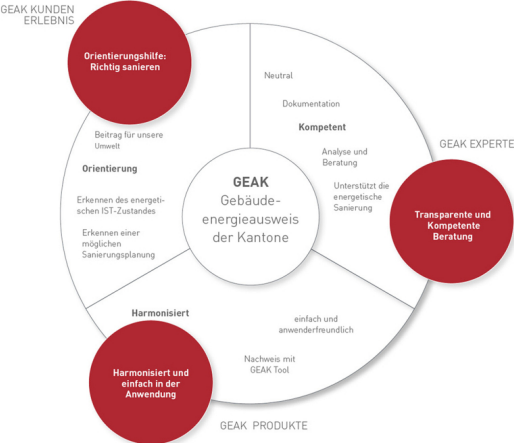 GEAK KUNDEN
ERLEBNIS
Orientierungshilfe:
Richtig sanieren
Neutral
Dokumentation
Kompetent
Analyse und
Beratung
Unterstützt die
energetische
Sanierung
GEAK EXPERTE
Transparente und
Kompetente
Beratung
Beitrag für unsere
Umwelt
Orientierung
Erkennen des energeti-
schen IST-Zustandes
Erkennen einer
möglichen
Sanierungsplanung
GEAK
Gebäude-
energieausweis
der Kantone
Harmonisiert
einfach und
anwenderfreundlich
Nachweis mit
GEAK Tool
Harmonisiert und
einfach in der
Anwendung
GEAK PRODUKTE